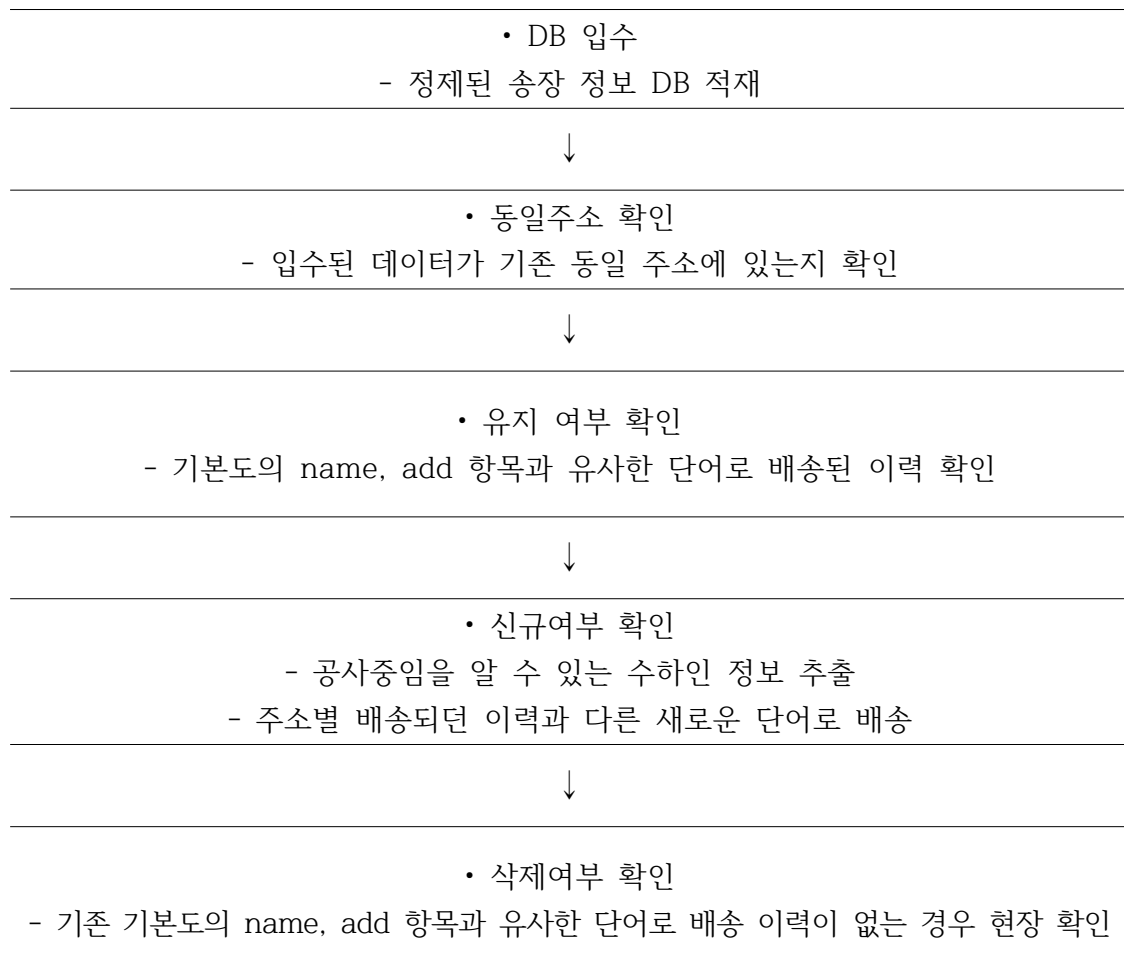 • DB 입수
- 정제된 송장 정보 DB 적재
↓
• 동일주소 확인
- 입수된 데이터가 기존 동일 주소에 있는지 확인
↓
• 유지 여부 확인
- 기본도의 name, add 항목과 유사한 단어로 배송된 이력 확인
↓
• 신규여부 확인
- 공사중임을 알 수 있는 수하인 정보 추출
- 주소별 배송되던 이력과 다른 새로운 단어로 배송
↓
• 삭제여부 확인
- 기존 기본도의 name, add 항목과 유사한 단어로 배송 이력이 없는 경우 현장 확인